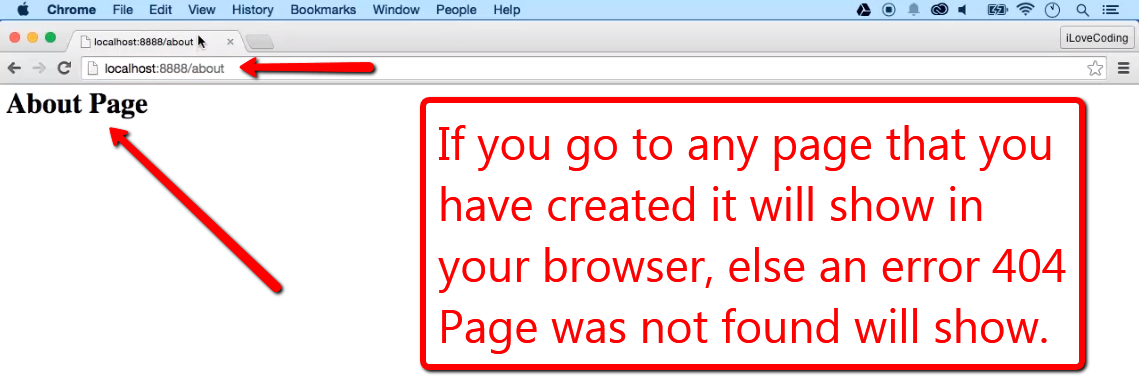 Chrome File Edit View History Bookmarks Window People Help
localhost:8888/about
iLoveCoding
localhost:8888/about
About Page
If you go to any page that you
have created it will show in
your browser, else an error 404
Page was not found will show.